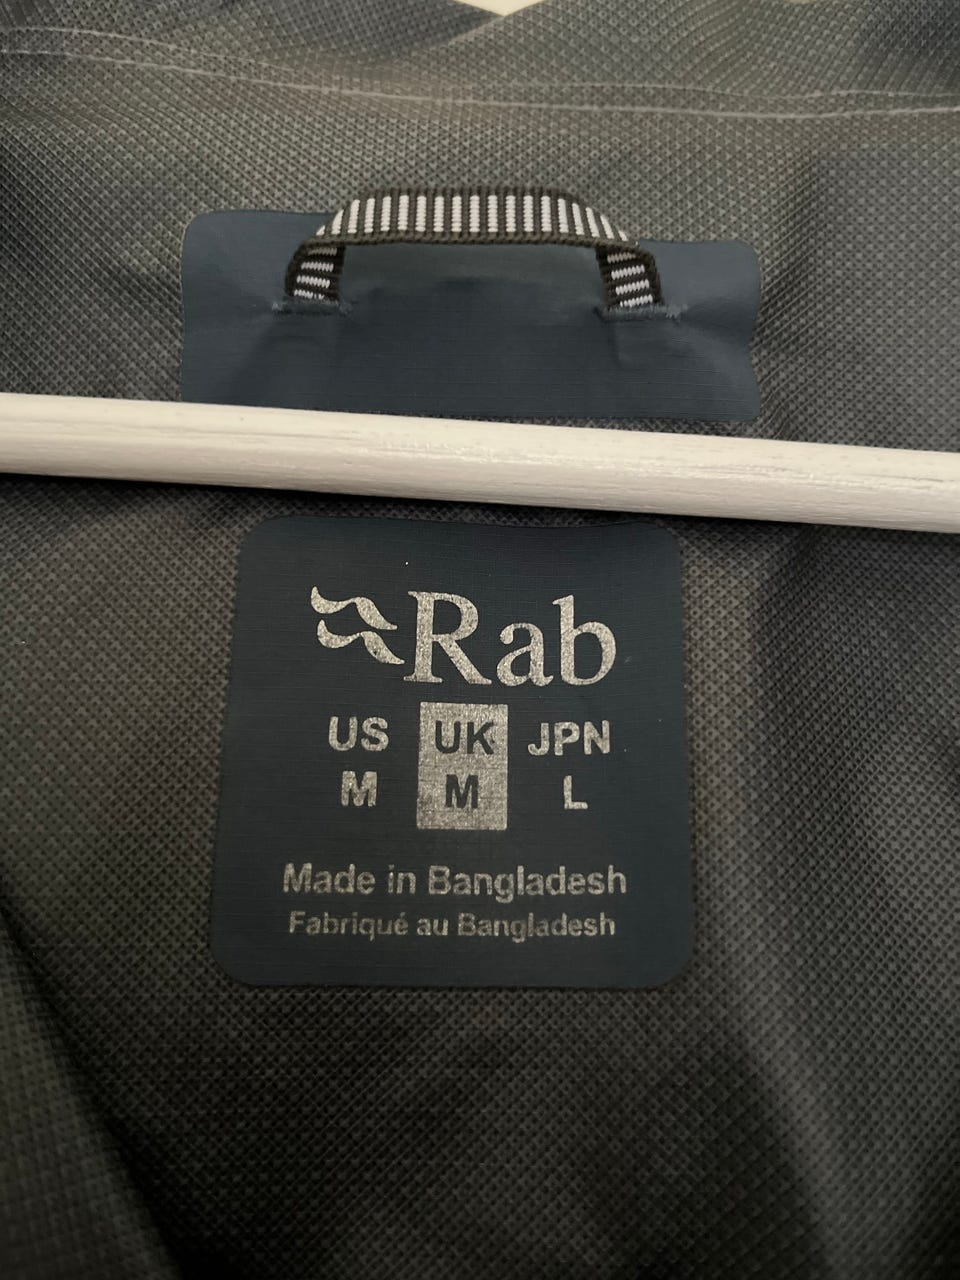 Rab
US UK JPN
M M L
Made in Bangladesh
Fabriqué au Bangladesh